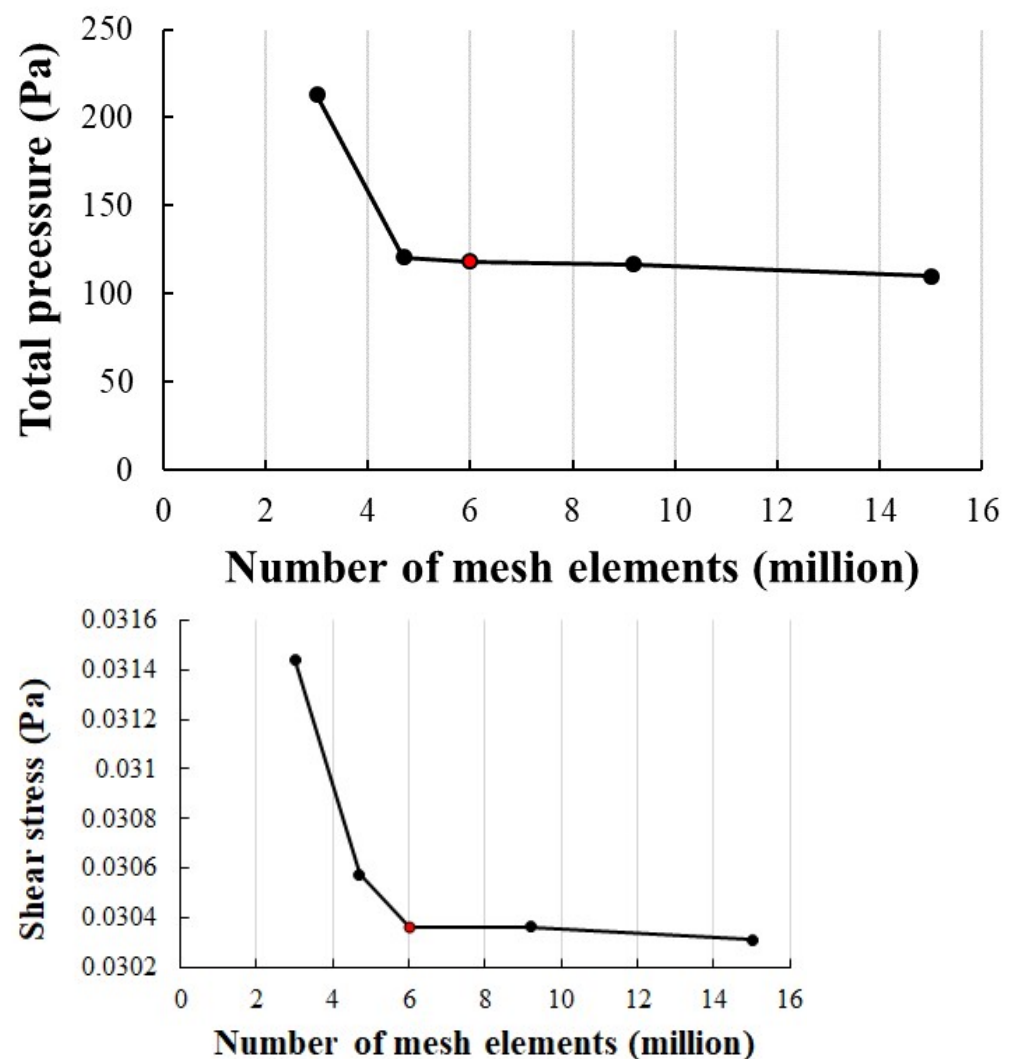 250
200
150
100
50
0
Total preessure (Pa)
0 2 4 6 8 10 12 14 16
Number of mesh elements (million)
0.0316
0.0314
0.0312
0.031
0.0308
0.0306
0.0304
0.0302
Shear stress (Pa)
0 2 4 6 8 10 12 14 16
Number of mesh elements (million)